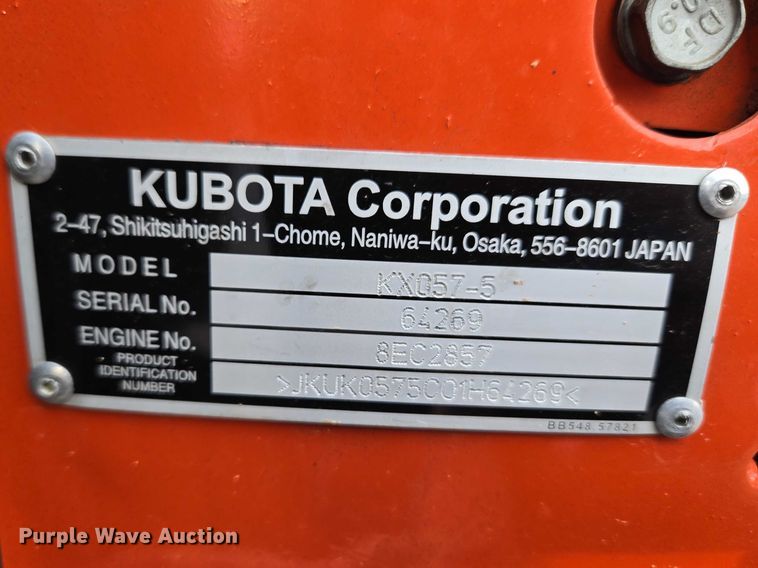 KUBOTA Corporation
2-47, Shikitsuhigashi 1-Chome, Naniwa-ku, Osaka, 556-8601 JAPAN
MODEL KX057-5
SERIAL No. 64269
ENGINE No. 8EC2857
PRODUCT
IDENTIFICATION
NUMBER >JKUK0575C01H64269<
BB548 57821
Purple Wave Auction